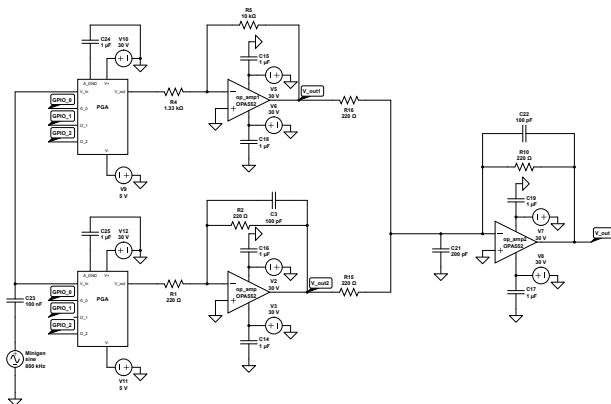 R5
10 kΩ
C24
1 µF
V10
30 V
C15
1 µF
A_GND
V+
V_in
V_out
GPIO_0
G_0
GPIO_1
G_1
GPIO_2
G_2
PGA
V-
R4
1.33 kΩ
op_amp1
OPA552
V5
30 V
V6
30 V
V_out1
R16
220 Ω
C18
1 µF
V9
5 V
C22
100 pF
R10
220 Ω
C25
1 µF
V12
30 V
R2
220 Ω
C3
100 pF
C16
1 µF
C19
1 µF
V7
30 V
op_amp2
OPA552
V_out
V8
30 V
C17
1 µF
C21
200 pF
A_GND
V+
V_in
V_out
GPIO_0
G_0
GPIO_1
G_1
GPIO_2
G_2
PGA
V-
R1
220 Ω
op_amp
OPA552
V2
30 V
V3
30 V
V_out2
R15
220 Ω
C14
1 µF
C23
100 nF
V11
5 V
Minigen
sine
800 kHz